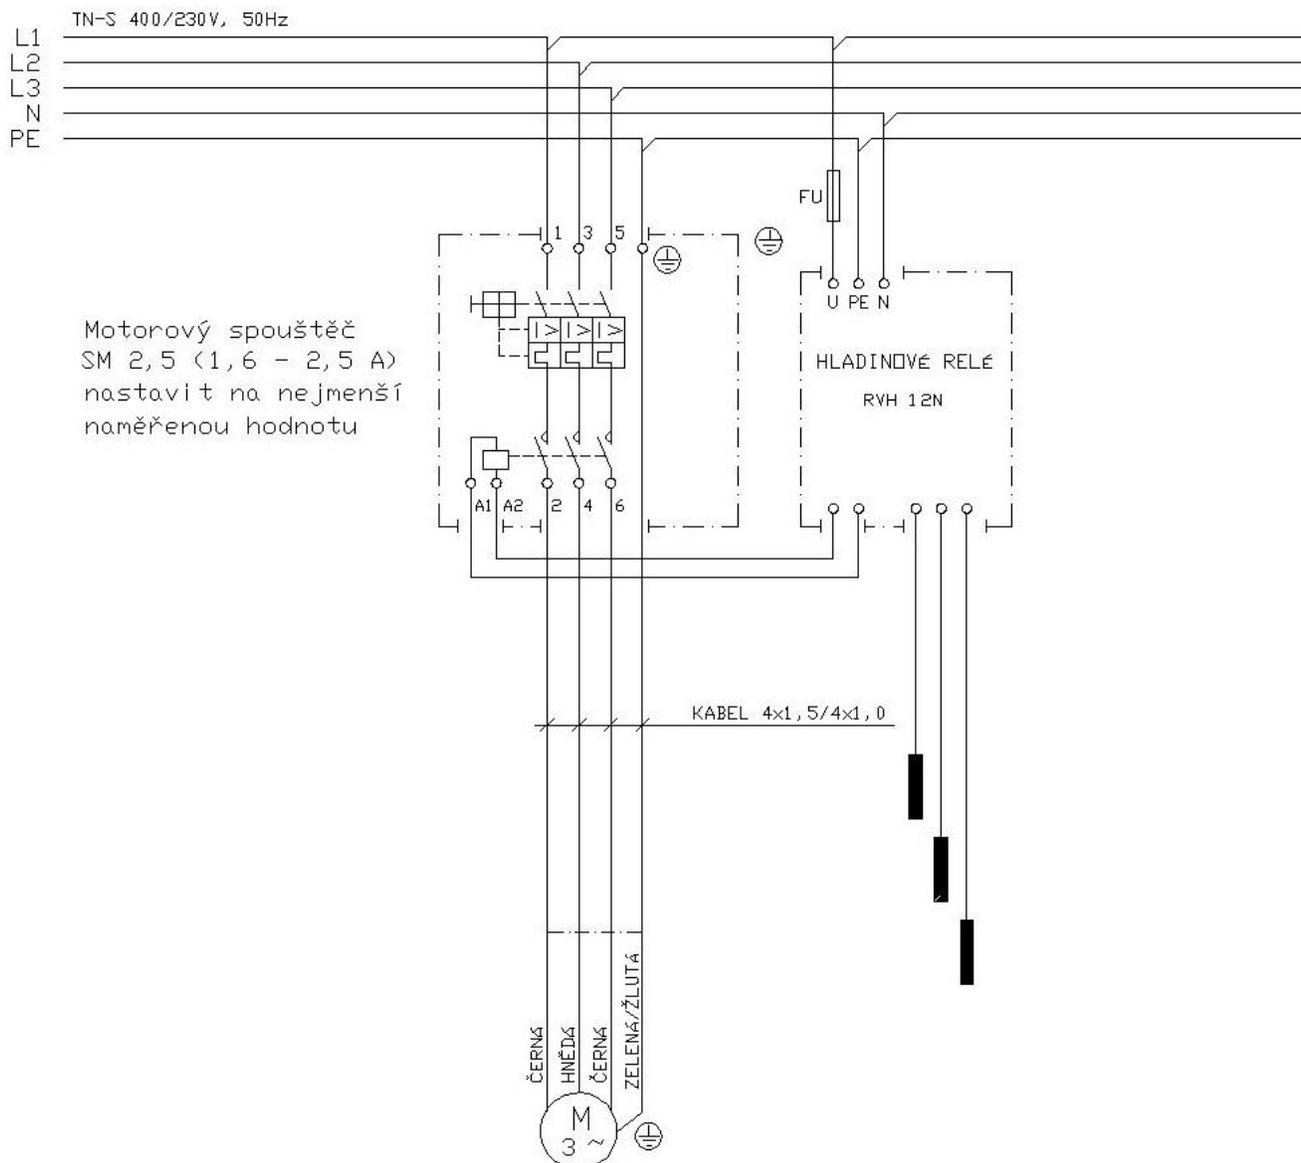 TN-S 400/230V, 50Hz
L1
L2
L3
N
PE
FU
1 3 5
U PE N
Motorový spouštěč
SM 2,5 (1,6 - 2,5 A)
nastavit na nejmenší
naměřenou hodnotu
I> I> I>
HLADINOVÉ RELÉ
RVH 12N
A1 A2 2 4 6
KABEL 4x1,5/4x1,0
ČERNÁ
HNĚDÁ
ČERNÁ
ZELENÁ/ŽLUTÁ
M
3 ~